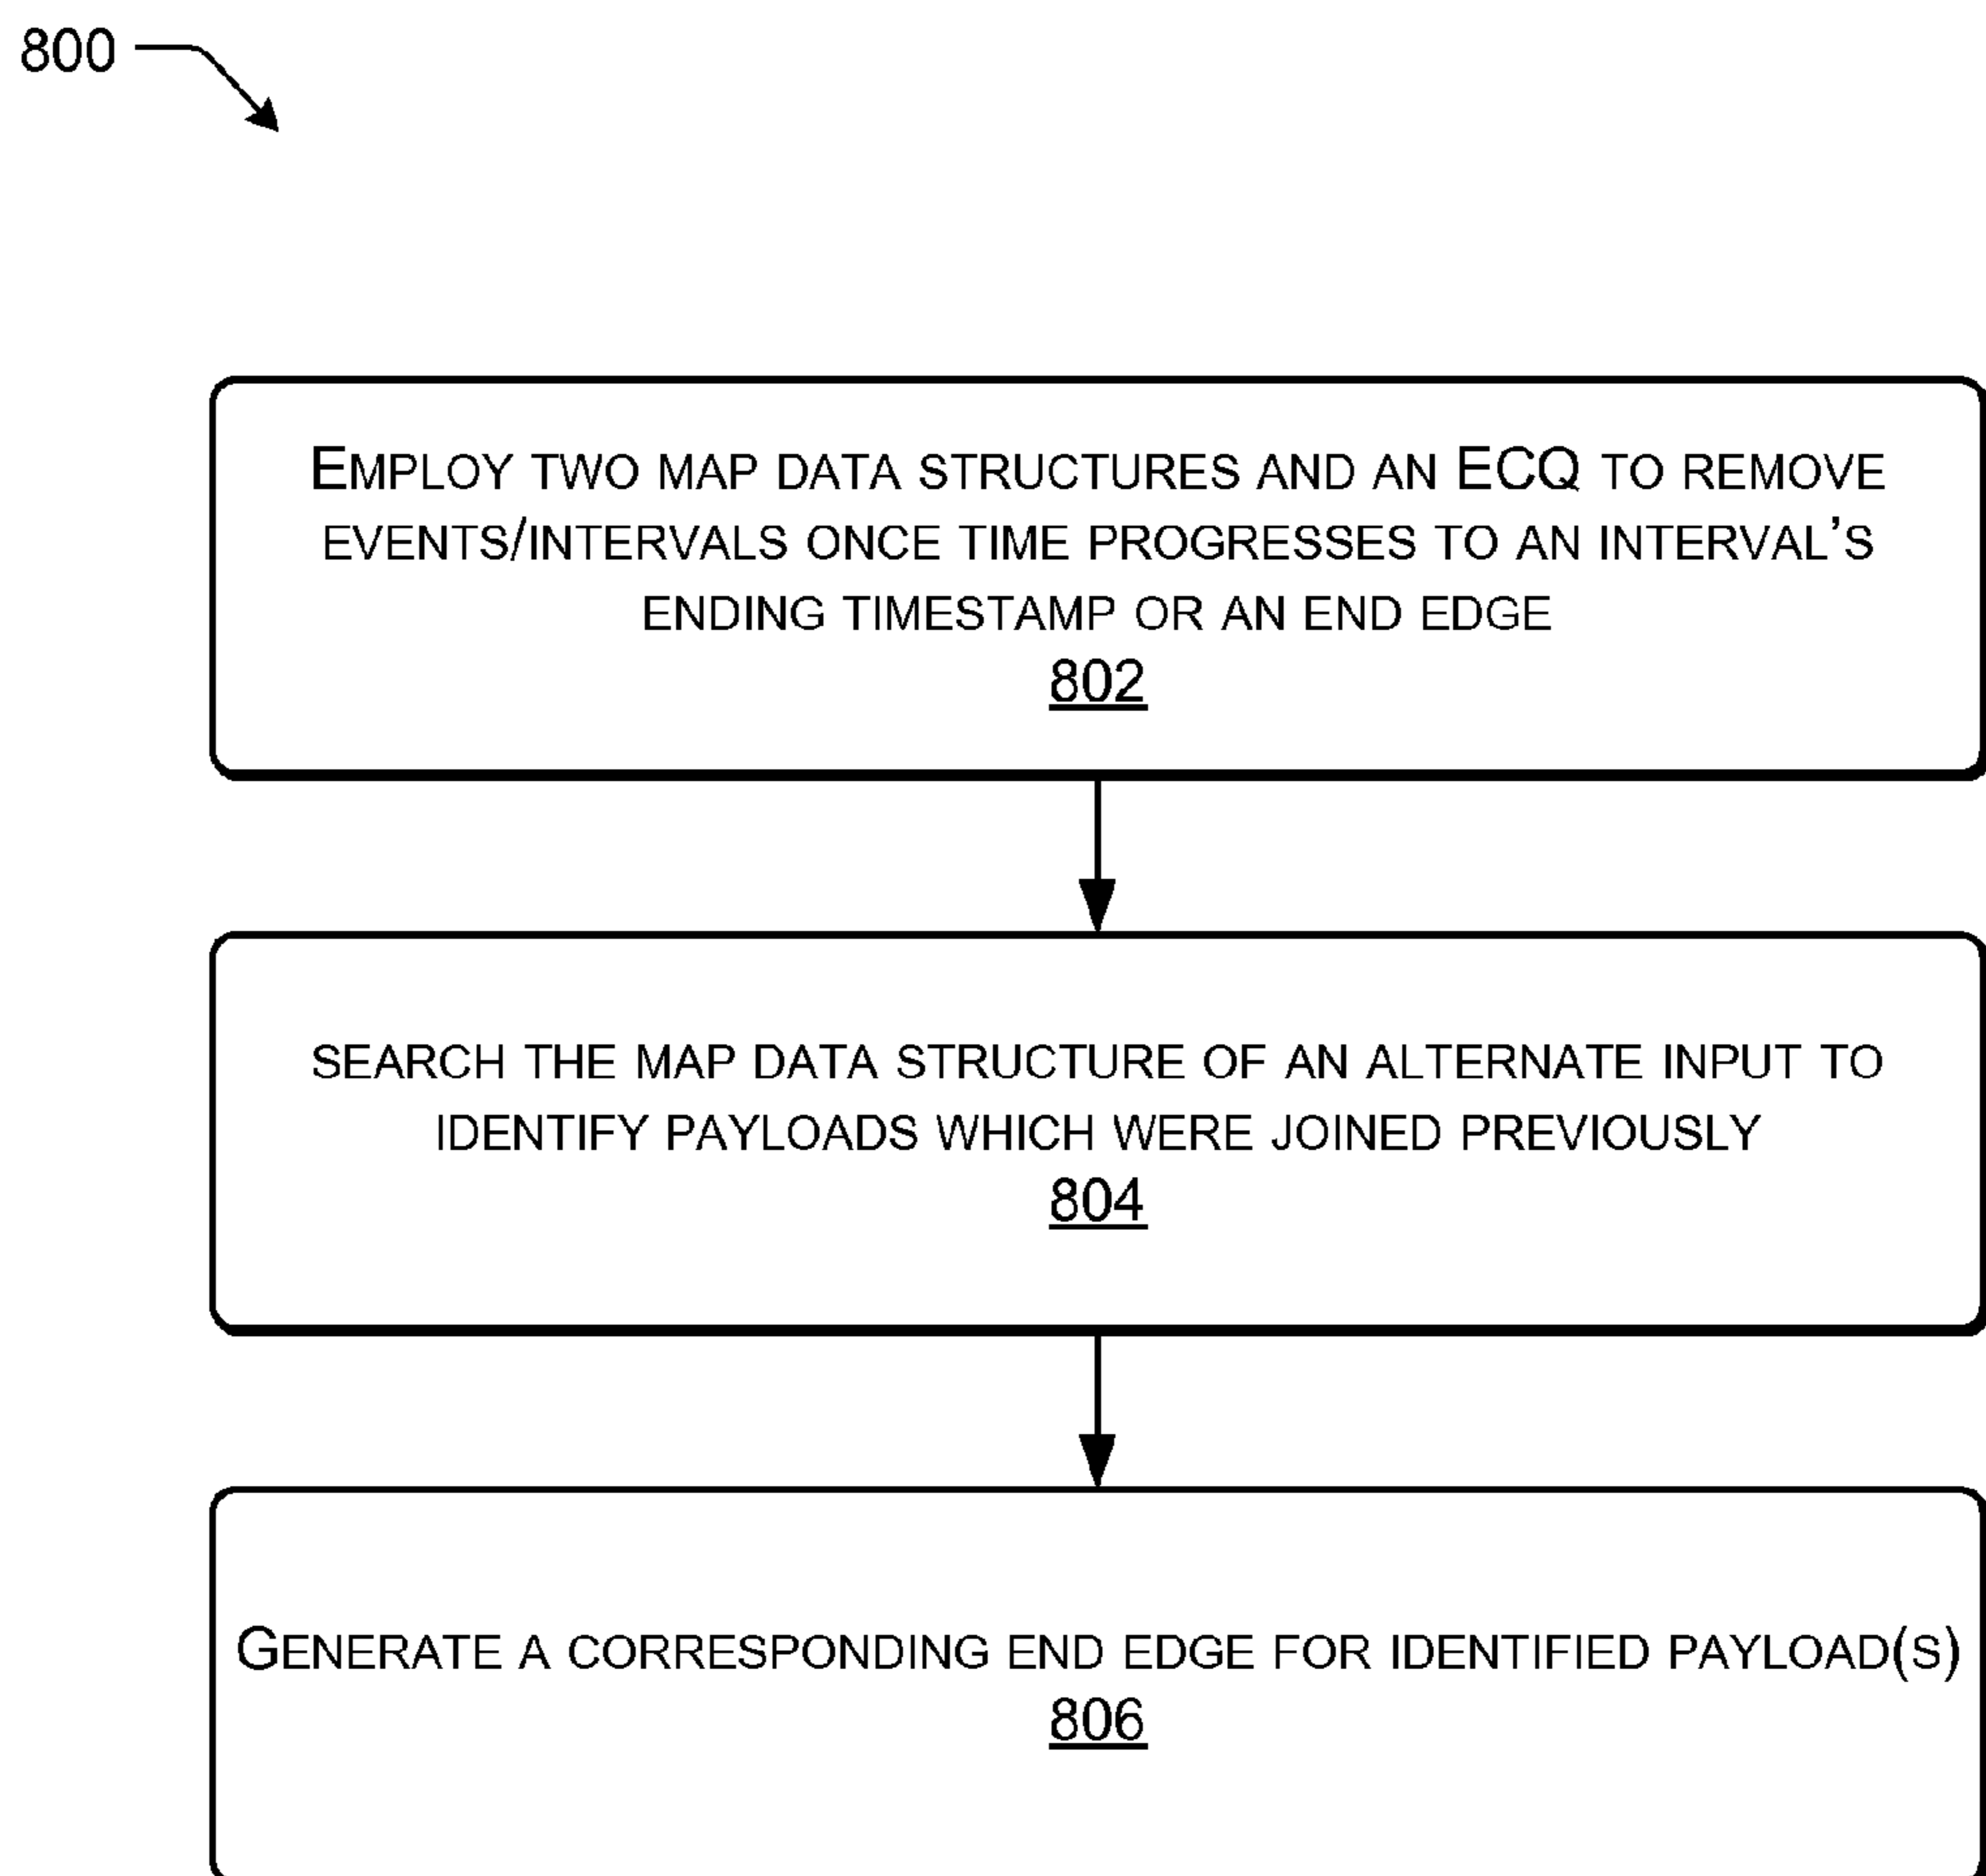 800
EMPLOY TWO MAP DATA STRUCTURES AND AN ECQ TO REMOVE
EVENTS/INTERVALS ONCE TIME PROGRESSES TO AN INTERVAL'S
ENDING TIMESTAMP OR AN END EDGE
802
SEARCH THE MAP DATA STRUCTURE OF AN ALTERNATE INPUT TO
IDENTIFY PAYLOADS WHICH WERE JOINED PREVIOUSLY
804
GENERATE A CORRESPONDING END EDGE FOR IDENTIFIED PAYLOAD(S)
806